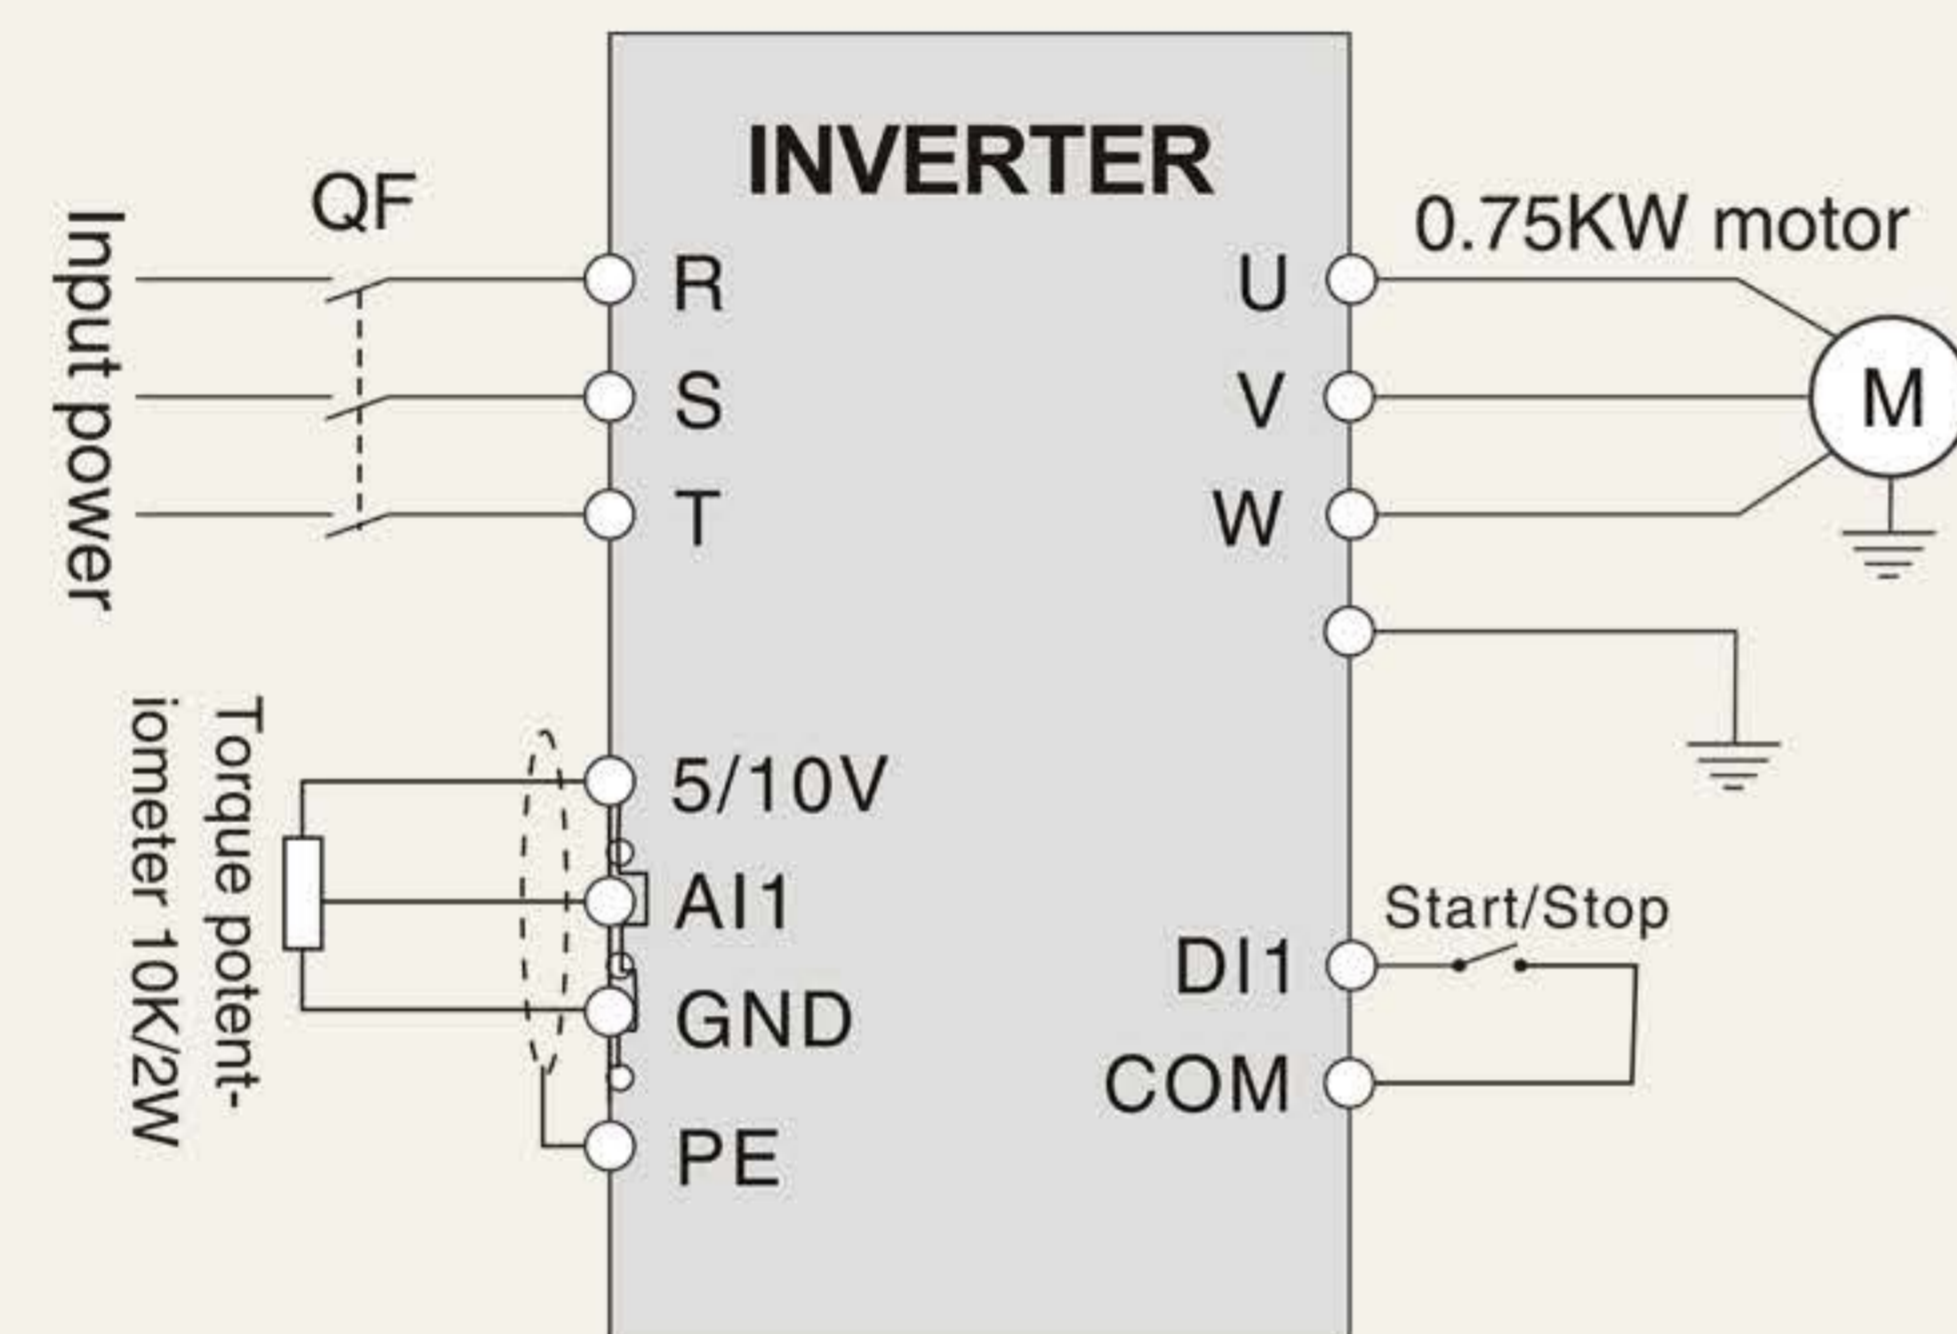 INVERTER
QF
Input power
R
S
T
0.75KW motor
U
V
W
M
Torque potent-
iometer 10K/2W
5/10V
AI1
GND
PE
Start/Stop
DI1
COM